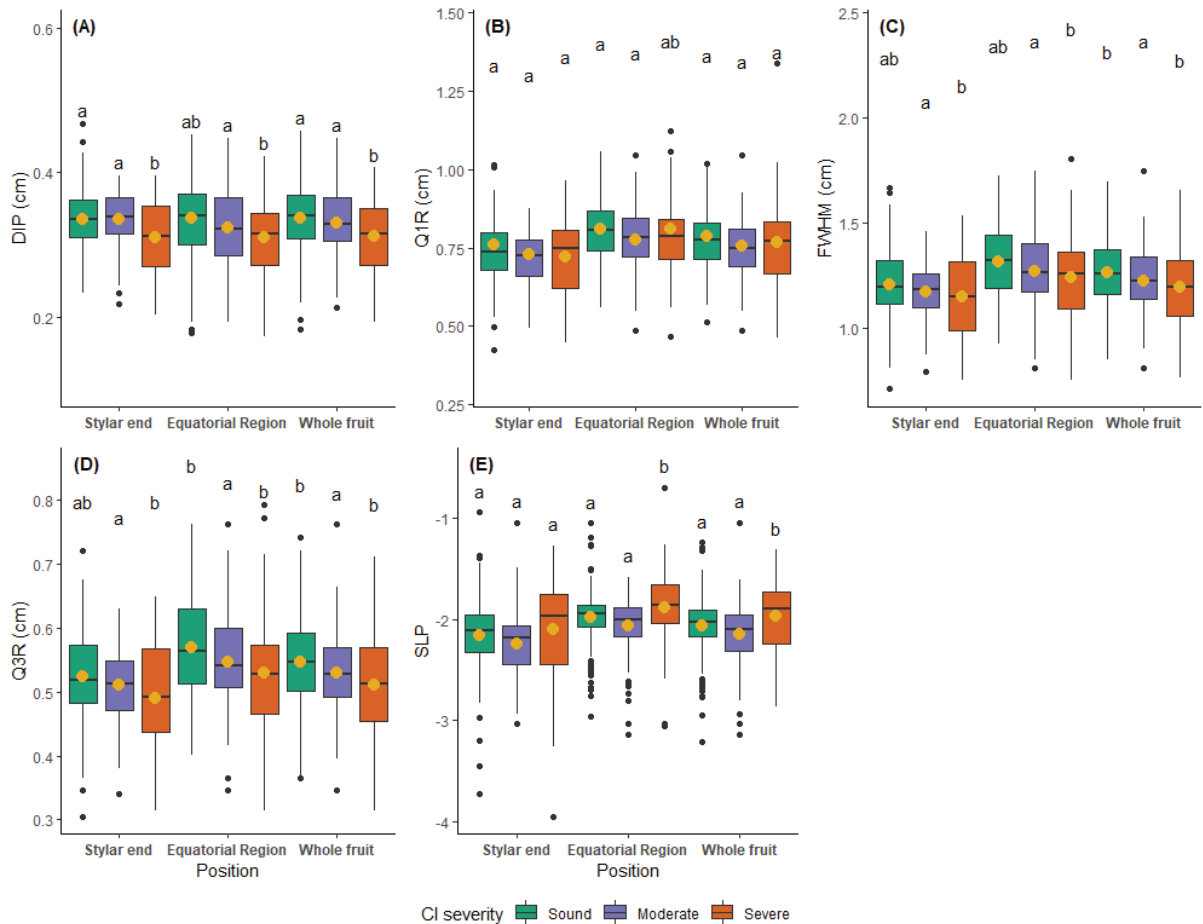 (A)
0.6
0.4
0.2
DIP (cm)
a
a
b
ab
a
b
a
a
b
Stylar end Equatorial Region Whole fruit
(B)
1.50
1.25
1.00
0.75
0.50
0.25
Q1R (cm)
a
a
a
a
a
ab
a
a
a
Stylar end Equatorial Region Whole fruit
(C)
2.5
2.0
1.5
1.0
FWHM (cm)
ab
a
b
ab
a
b
b
a
b
Stylar end Equatorial Region Whole fruit
(D)
0.8
0.7
0.6
0.5
0.4
0.3
Q3R (cm)
ab
a
b
b
a
b
b
a
b
Stylar end Equatorial Region Whole fruit
Position
(E)
-1
-2
-3
-4
SLP
a
a
a
a
a
b
a
a
b
Stylar end Equatorial Region Whole fruit
Position
CI severity Sound Moderate Severe